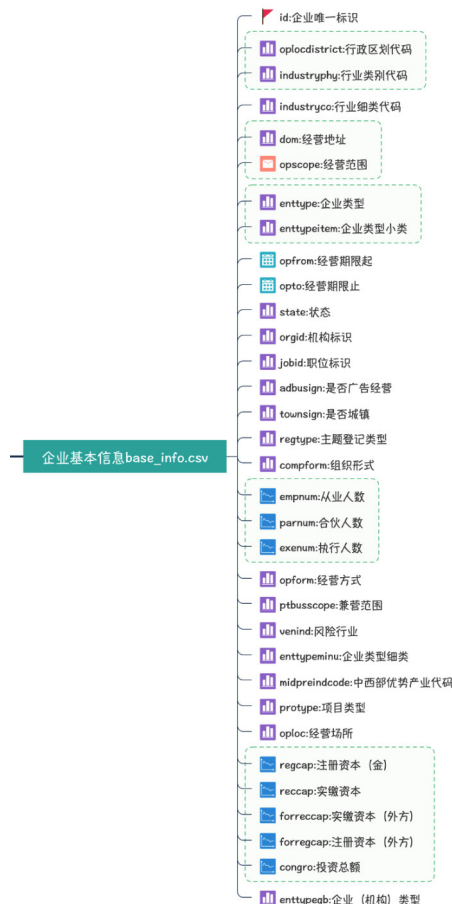 id:企业唯一标识
oplocdistrict:行政区划代码
industryphy:行业类别代码
industryco:行业细类代码
dom:经营地址
opscope:经营范围
enttype:企业类型
enttypeitem:企业类型小类
opfrom:经营期限起
opto:经营期限止
state:状态
orgid:机构标识
jobid:职位标识
adbusign:是否广告经营
townsign:是否城镇
regtype:主题登记类型
compform:组织形式
企业基本信息base_info.csv
empnum:从业人数
parnum:合伙人数
exenum:执行人数
opform:经营方式
ptbusscope:兼营范围
venind:风险行业
enttypeminu:企业类型细类
midpreindcode:中西部优势产业代码
protype:项目类型
oploc:经营场所
regcap:注册资本（金）
reccap:实缴资本
forreccap:实缴资本（外方）
forregcap:注册资本（外方）
congro:投资总额
enttypegb:企业（机构）类型